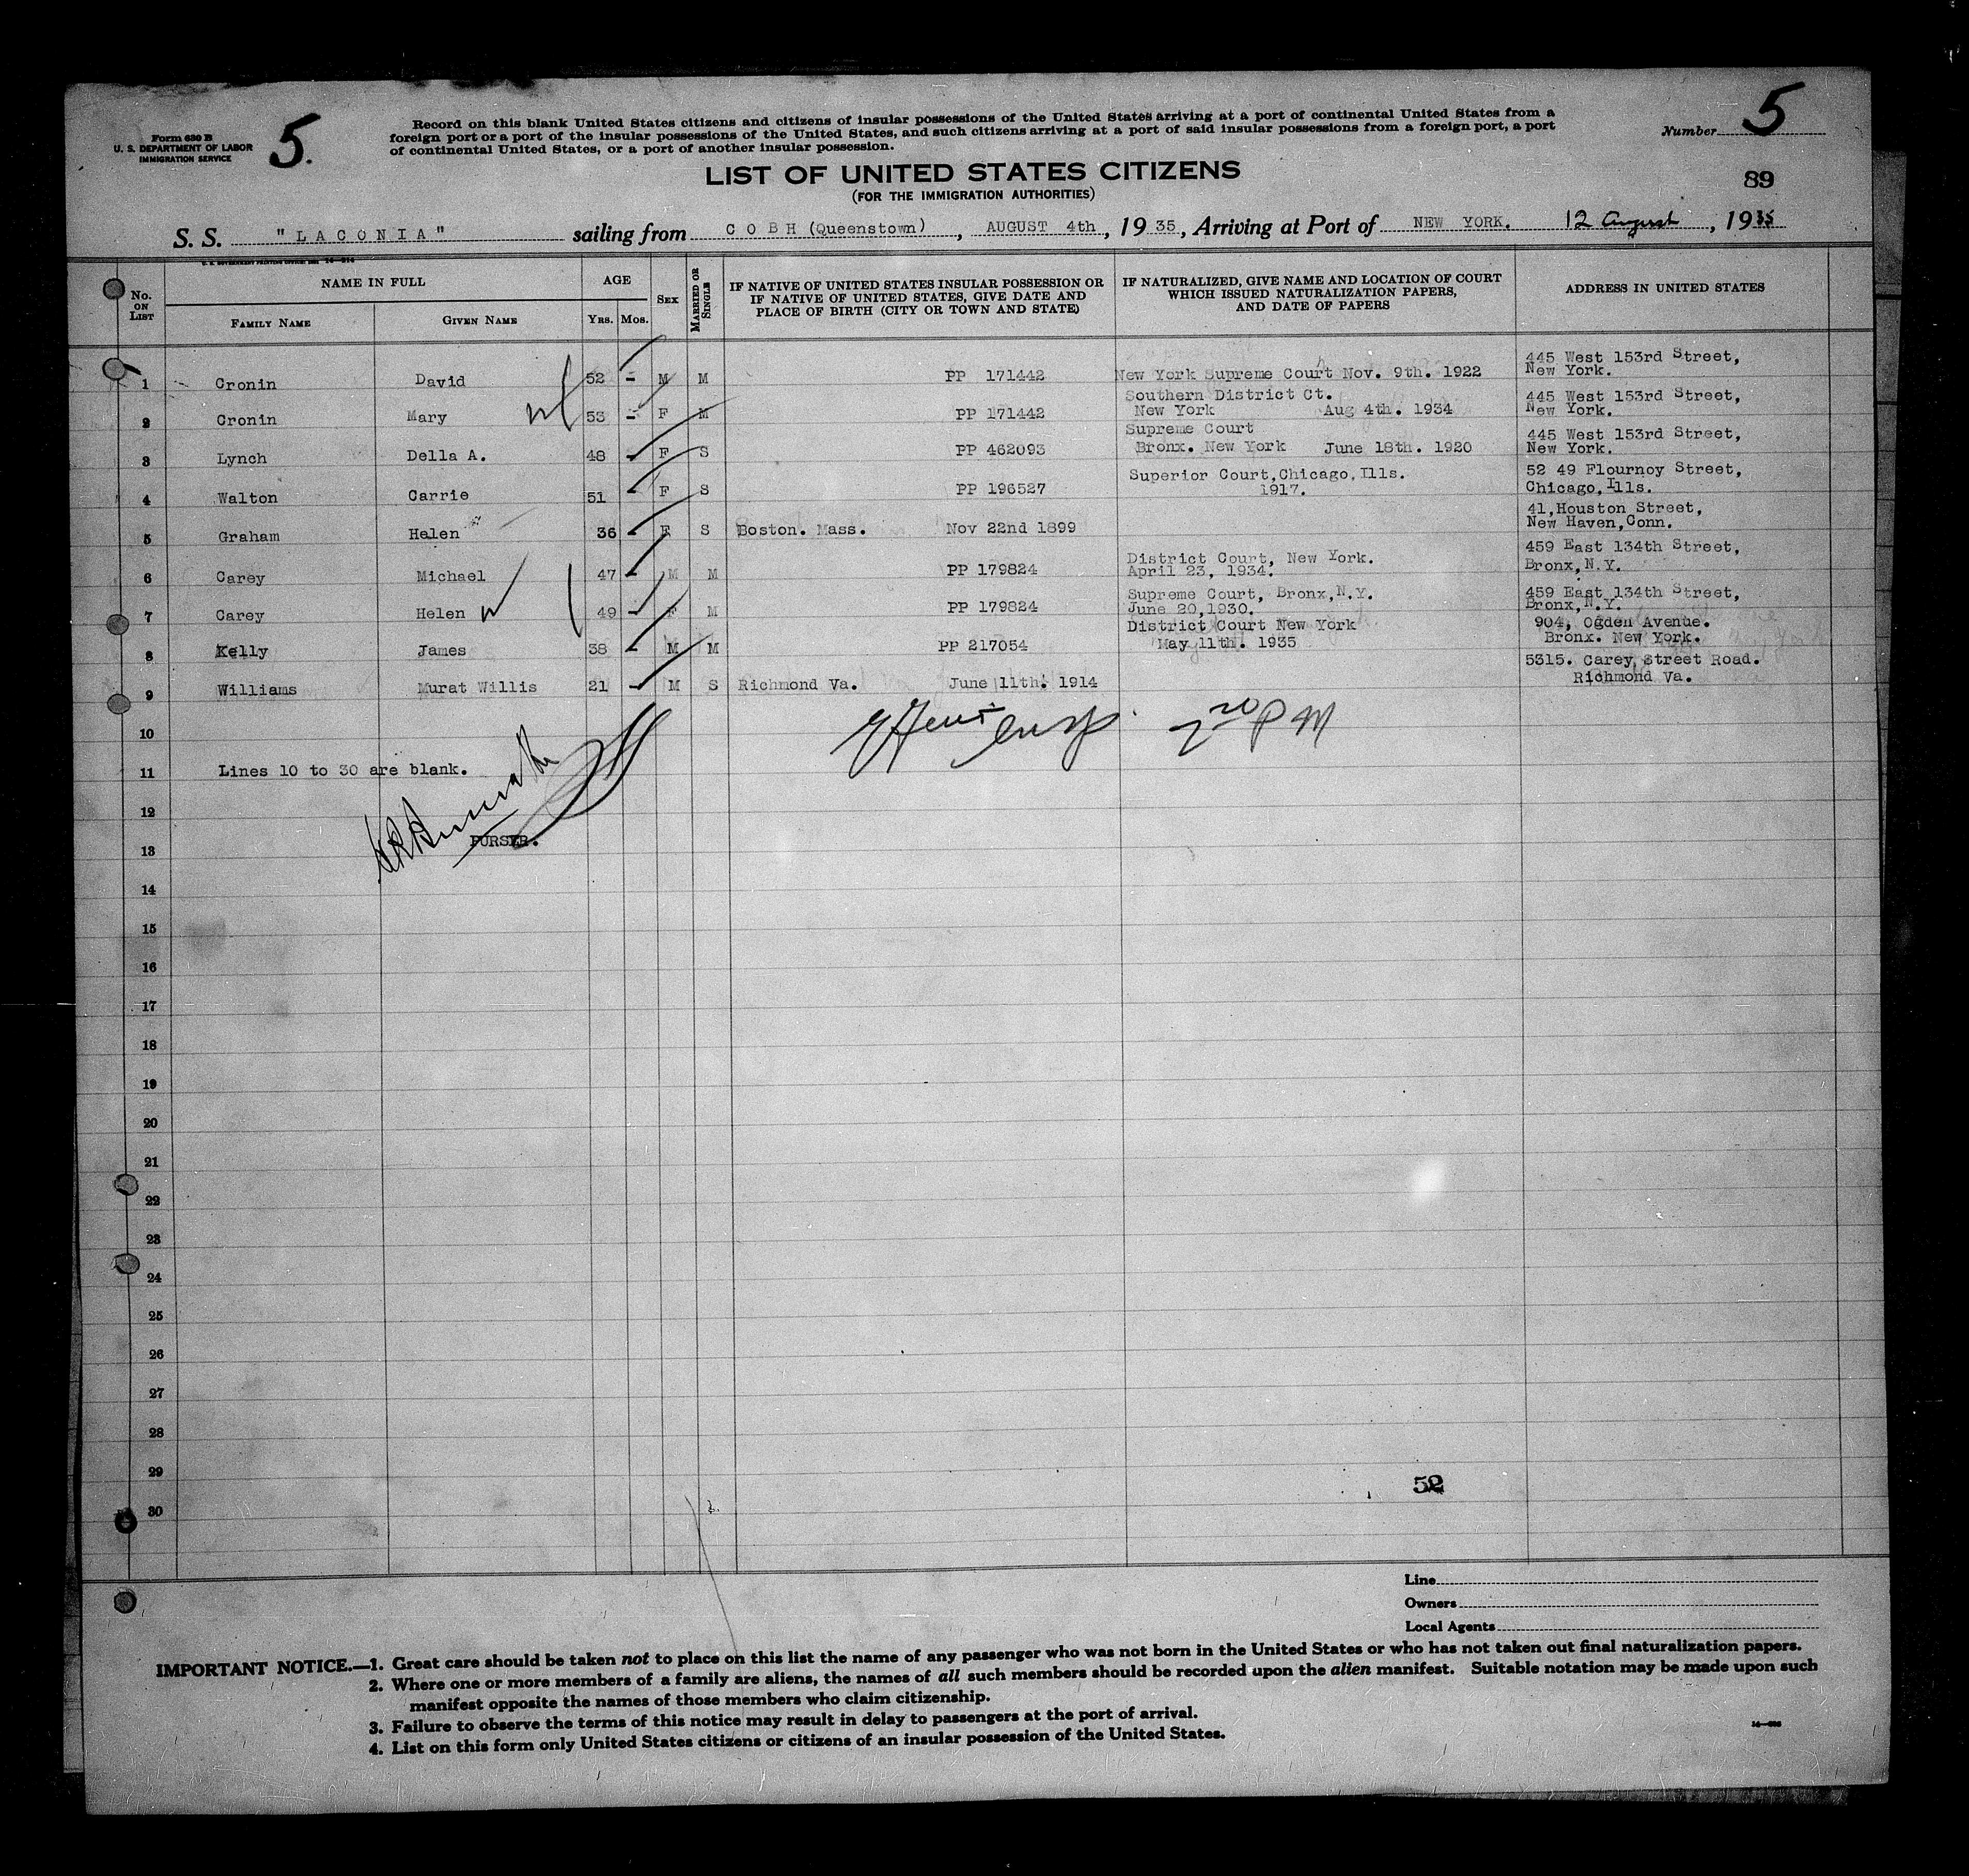 Form 630 B
U. S. DEPARTMENT OF LABOR
IMMIGRATION SERVICE
5.
Record on this blank United States citizens and citizens of insular possessions of the United States arriving at a port of continental United States from a
foreign port or a port of the insular possessions of the United States, and such citizens arriving at a port of said insular possessions from a foreign port, a port
of continental United States, or a port of another insular possession.
Number 5
LIST OF UNITED STATES CITIZENS
(FOR THE IMMIGRATION AUTHORITIES)
89
S. S. "LACONIA" sailing from COBH (Queenstown), AUGUST 4th, 1935, Arriving at Port of NEW YORK. 12 August, 1935
No. ON LIST
NAME IN FULL
FAMILY NAME
GIVEN NAME
AGE
YRS. MOS.
SEX
MARRIED OR SINGLE
IF NATIVE OF UNITED STATES INSULAR POSSESSION OR
IF NATIVE OF UNITED STATES, GIVE DATE AND
PLACE OF BIRTH (CITY OR TOWN AND STATE)
IF NATURALIZED, GIVE NAME AND LOCATION OF COURT
WHICH ISSUED NATURALIZATION PAPERS,
AND DATE OF PAPERS
ADDRESS IN UNITED STATES
1 Cronin David 52 - M M PP 171442 New York Supreme Court Nov. 9th. 1922 445 West 153rd Street,
New York.
2 Cronin Mary 53 - F M PP 171442 Southern District Ct.
New York Aug 4th. 1934 445 West 153rd Street,
New York.
3 Lynch Della A. 48 - F S PP 462093 Supreme Court
Bronx. New York June 18th. 1920 445 West 153rd Street,
New York.
4 Walton Carrie 51 - F S PP 196527 Superior Court,Chicago,Ills.
1917. 52 49 Flournoy Street,
Chicago,Ills.
5 Graham Helen 36 - F S Boston. Mass. Nov 22nd 1899 41,Houston Street,
New Haven,Conn.
6 Carey Michael 47 - M M PP 179824 District Court, New York.
April 23, 1934. 459 East 134th Street,
Bronx,N.Y.
7 Carey Helen 49 - F M PP 179824 Supreme Court, Bronx,N.Y.
June 20,1930. 459 East 134th Street,
Bronx,N.Y.
8 Kelly James 38 - M M PP 217054 District Court New York
May 11th. 1935 904, Ogden Avenue.
Bronx. New York.
9 Williams Murat Willis 21 - M S Richmond Va. June 11th. 1914 5315. Carey Street Road.
Richmond Va.
10
11 Lines 10 to 30 are blank.
12
PURSER.
13
14
15
16
17
18
19
20
21
22
23
24
25
26
27
28
29
52
30
Line
Owners
Local Agents
IMPORTANT NOTICE.—1. Great care should be taken not to place on this list the name of any passenger who was not born in the United States or who has not taken out final naturalization papers.
2. Where one or more members of a family are aliens, the names of all such members should be recorded upon the alien manifest. Suitable notation may be made upon such
manifest opposite the names of those members who claim citizenship.
3. Failure to observe the terms of this notice may result in delay to passengers at the port of arrival.
4. List on this form only United States citizens or citizens of an insular possession of the United States.